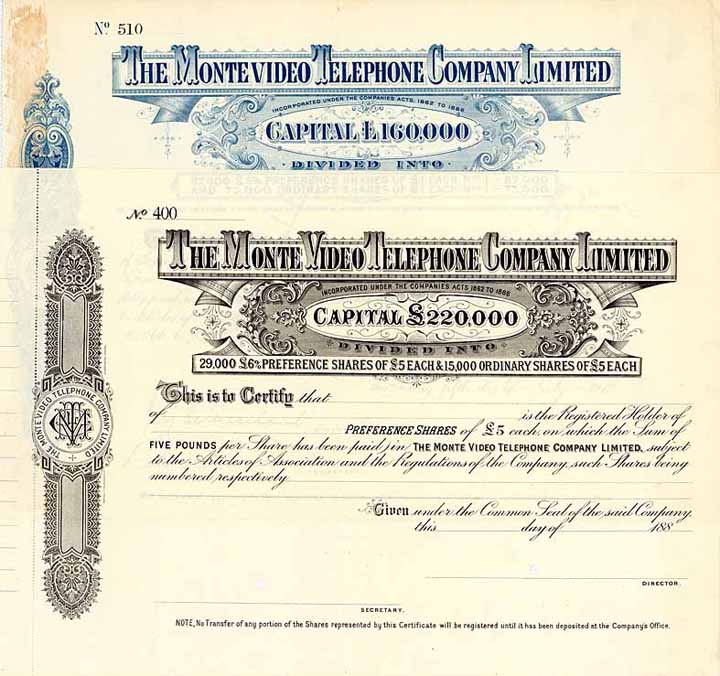 No 510
THE MONTEVIDEO TELEPHONE COMPANY LIMITED
INCORPORATED UNDER THE COMPANIES ACTS, 1862 TO 1886
CAPITAL £160,000
DIVIDED INTO
No 400
THE MONTE VIDEO TELEPHONE COMPANY LIMITED
INCORPORATED UNDER THE COMPANIES ACTS 1862 TO 1886
CAPITAL £220,000
DIVIDED INTO
29,000 £6% PREFERENCE SHARES OF £5 EACH & 15,000 ORDINARY SHARES OF £5 EACH
This is to Certify that
of is the Registered Holder of
PREFERENCE SHARES of £5 each, on which the Sum of
FIVE POUNDS per Share has been paid, in THE MONTE VIDEO TELEPHONE COMPANY LIMITED, subject
to the Articles of Association and the Regulations of the Company, such Shares being
numbered respectively
Given under the Common Seal of the said Company,
this day of 188
DIRECTOR.
SECRETARY.
NOTE, No Transfer of any portion of the Shares represented by this Certificate will be registered until it has been deposited at the Company's Office.
THE MONTE VIDEO TELEPHONE COMPANY, LIMITED